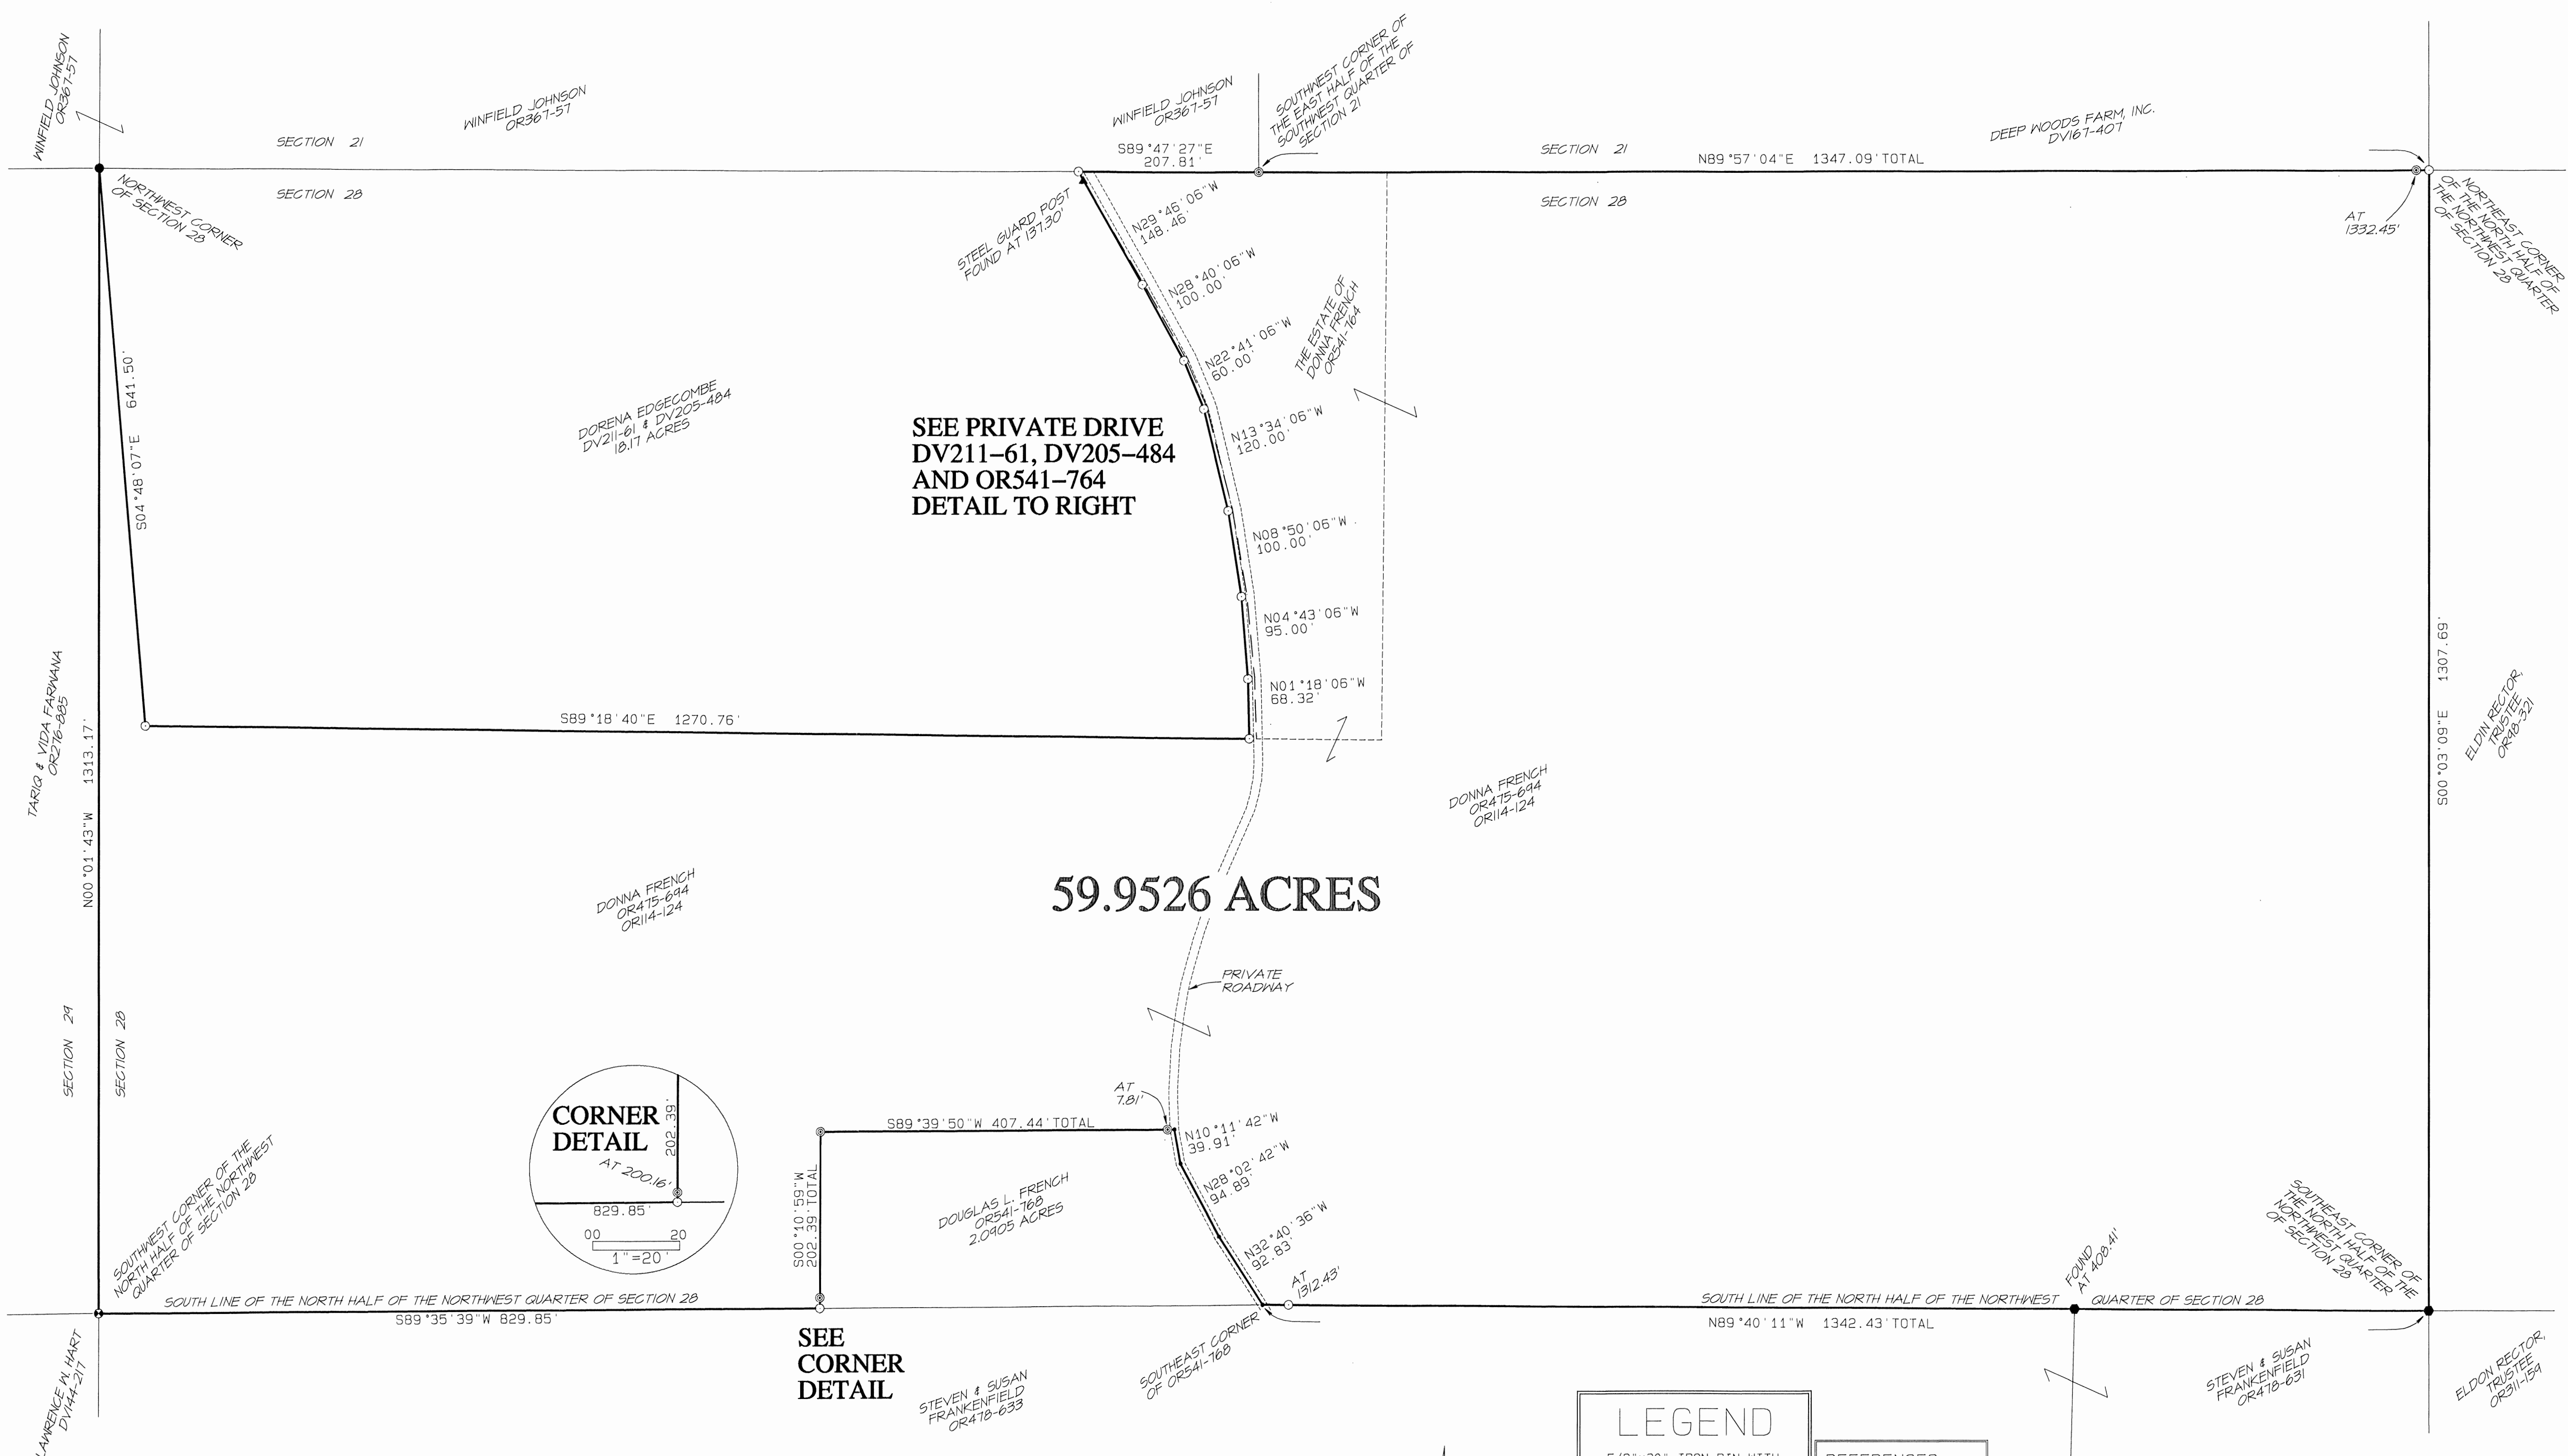 WINFIELD JOHNSON
OR367-57
WINFIELD JOHNSON
OR367-57
WINFIELD JOHNSON
OR367-57
SOUTHWEST CORNER OF
THE EAST HALF OF THE
SOUTHWEST QUARTER OF
SECTION 21
DEEP WOODS FARM, INC.
DV167-407
SECTION 21
S89°47'27"E
207.81'
SECTION 21
N89°57'04"E 1347.09'TOTAL
SECTION 28
SECTION 28
NORTHWEST CORNER
OF SECTION 28
STEEL GUARD POST
FOUND AT 137.30'
N29°46'06"W
148.46'
AT
1332.45'
NORTHEAST CORNER
OF THE NORTH HALF OF
THE NORTHWEST QUARTER
OF SECTION 28
N28°40'06"W
100.00'
THE ESTATE OF
DONNA FRENCH
OR541-764
N22°41'06"W
60.00'
S04°48'07"E 641.50'
DORENA EDGECOMBE
DV211-61 & DV205-484
18.17 ACRES
SEE PRIVATE DRIVE
DV211-61, DV205-484
AND OR541-764
DETAIL TO RIGHT
N13°34'06"W
120.00'
N08°50'06"W
100.00'
N04°43'06"W
95.00'
N01°18'06"W
68.32'
S89°18'40"E 1270.76'
TARIQ & VIDA FARWANA
OR276-885
N00°01'43"W 1313.17'
S00°03'09"E 1307.69'
ELDIN RECTOR,
TRUSTEE
OR98-321
DONNA FRENCH
OR475-694
OR114-124
DONNA FRENCH
OR475-694
OR114-124
59.9526 ACRES
PRIVATE
ROADWAY
SECTION 29
SECTION 28
CORNER
DETAIL
202.39'
AT 200.16'
829.85'
00 20
1"=20'
AT
7.81'
S89°39'50"W 407.44'TOTAL
N10°11'42"W
39.91'
N28°02'42"W
94.89'
N32°40'36"W
92.83'
S00°10'59"W
202.39'TOTAL
DOUGLAS L. FRENCH
OR541-768
2.0905 ACRES
SOUTHWEST CORNER OF THE
NORTH HALF OF THE NORTHWEST
QUARTER OF SECTION 28
AT
1312.43'
FOUND
AT 408.41'
SOUTHEAST CORNER OF
THE NORTH HALF OF THE
NORTHWEST QUARTER
OF SECTION 28
SOUTH LINE OF THE NORTH HALF OF THE NORTHWEST QUARTER OF SECTION 28
S89°35'39"W 829.85'
SOUTH LINE OF THE NORTH HALF OF THE NORTHWEST QUARTER OF SECTION 28
N89°40'11"W 1342.43'TOTAL
SEE
CORNER
DETAIL
SOUTHEAST CORNER
OF OR541-768
LAWRENCE W. HART
DV144-217
STEVEN & SUSAN
FRANKENFIELD
OR478-633
STEVEN & SUSAN
FRANKENFIELD
OR478-631
ELDON RECTOR,
TRUSTEE
OR311-159
LEGEND